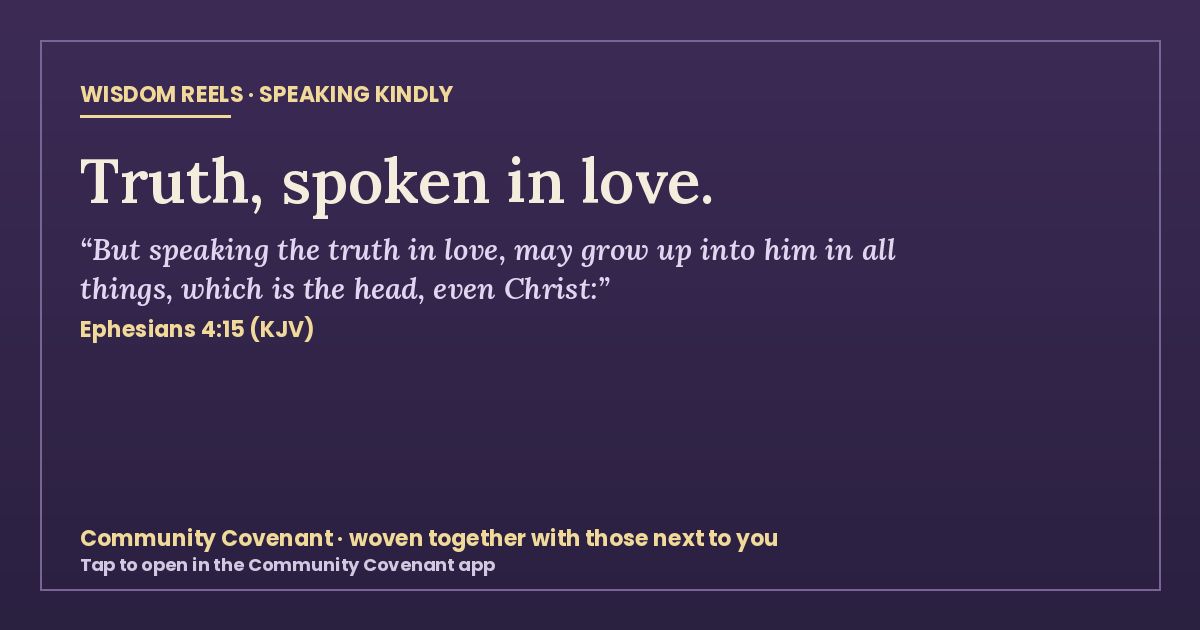 WISDOM REELS · SPEAKING KINDLY
Truth, spoken in love.
“But speaking the truth in love, may grow up into him in all
things, which is the head, even Christ:”
Ephesians 4:15 (KJV)
Community Covenant · woven together with those next to you
Tap to open in the Community Covenant app